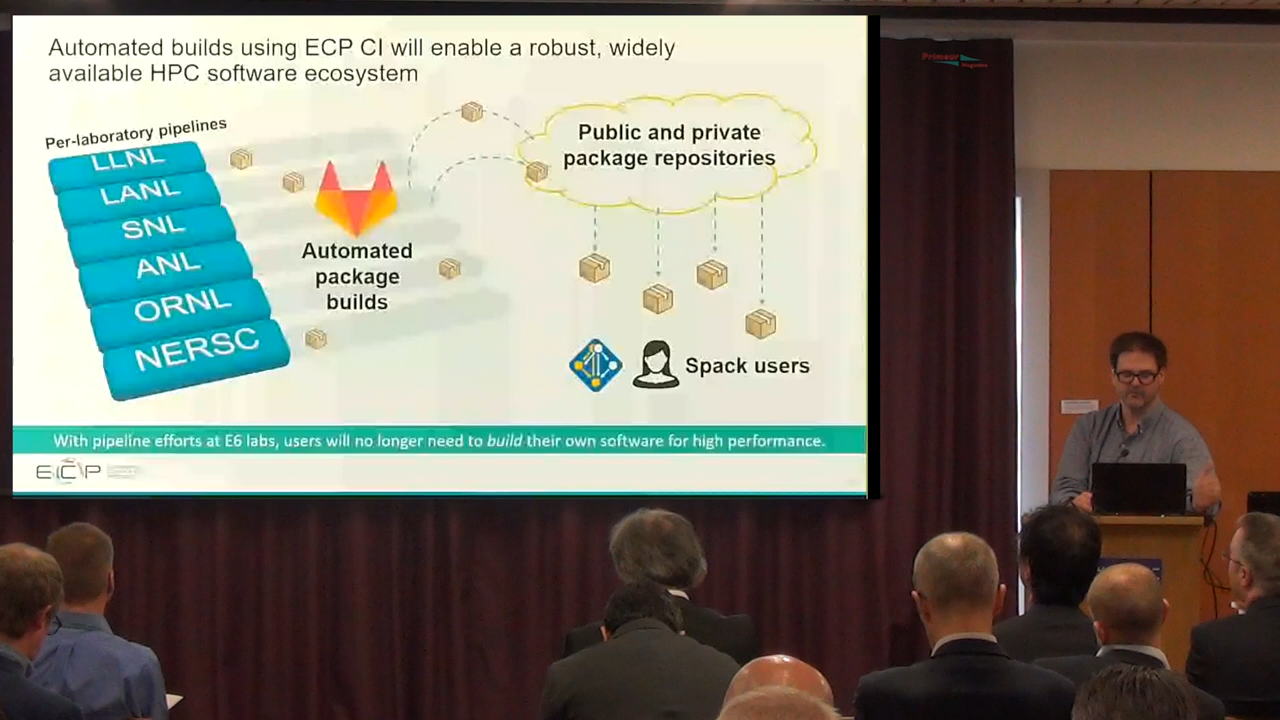 Automated builds using ECP CI will enable a robust, widely
available HPC software ecosystem
Per-laboratory pipelines
LLNL
LANL
SNL
ANL
ORNL
NERSC
Automated
package
builds
Public and private
package repositories
Spack users
With pipeline efforts at E6 labs, users will no longer need to build their own software for high performance.
ECP
Primeur
Magazine